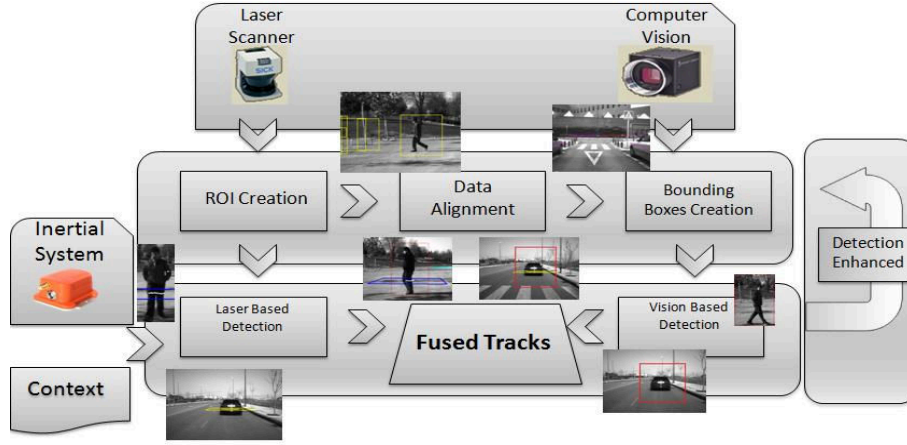 Laser
Scanner
SICK
Computer
Vision
ROI Creation
Data
Alignment
Bounding
Boxes Creation
Inertial
System
Detection
Enhanced
Laser Based
Detection
Fused Tracks
Vision Based
Detection
Context